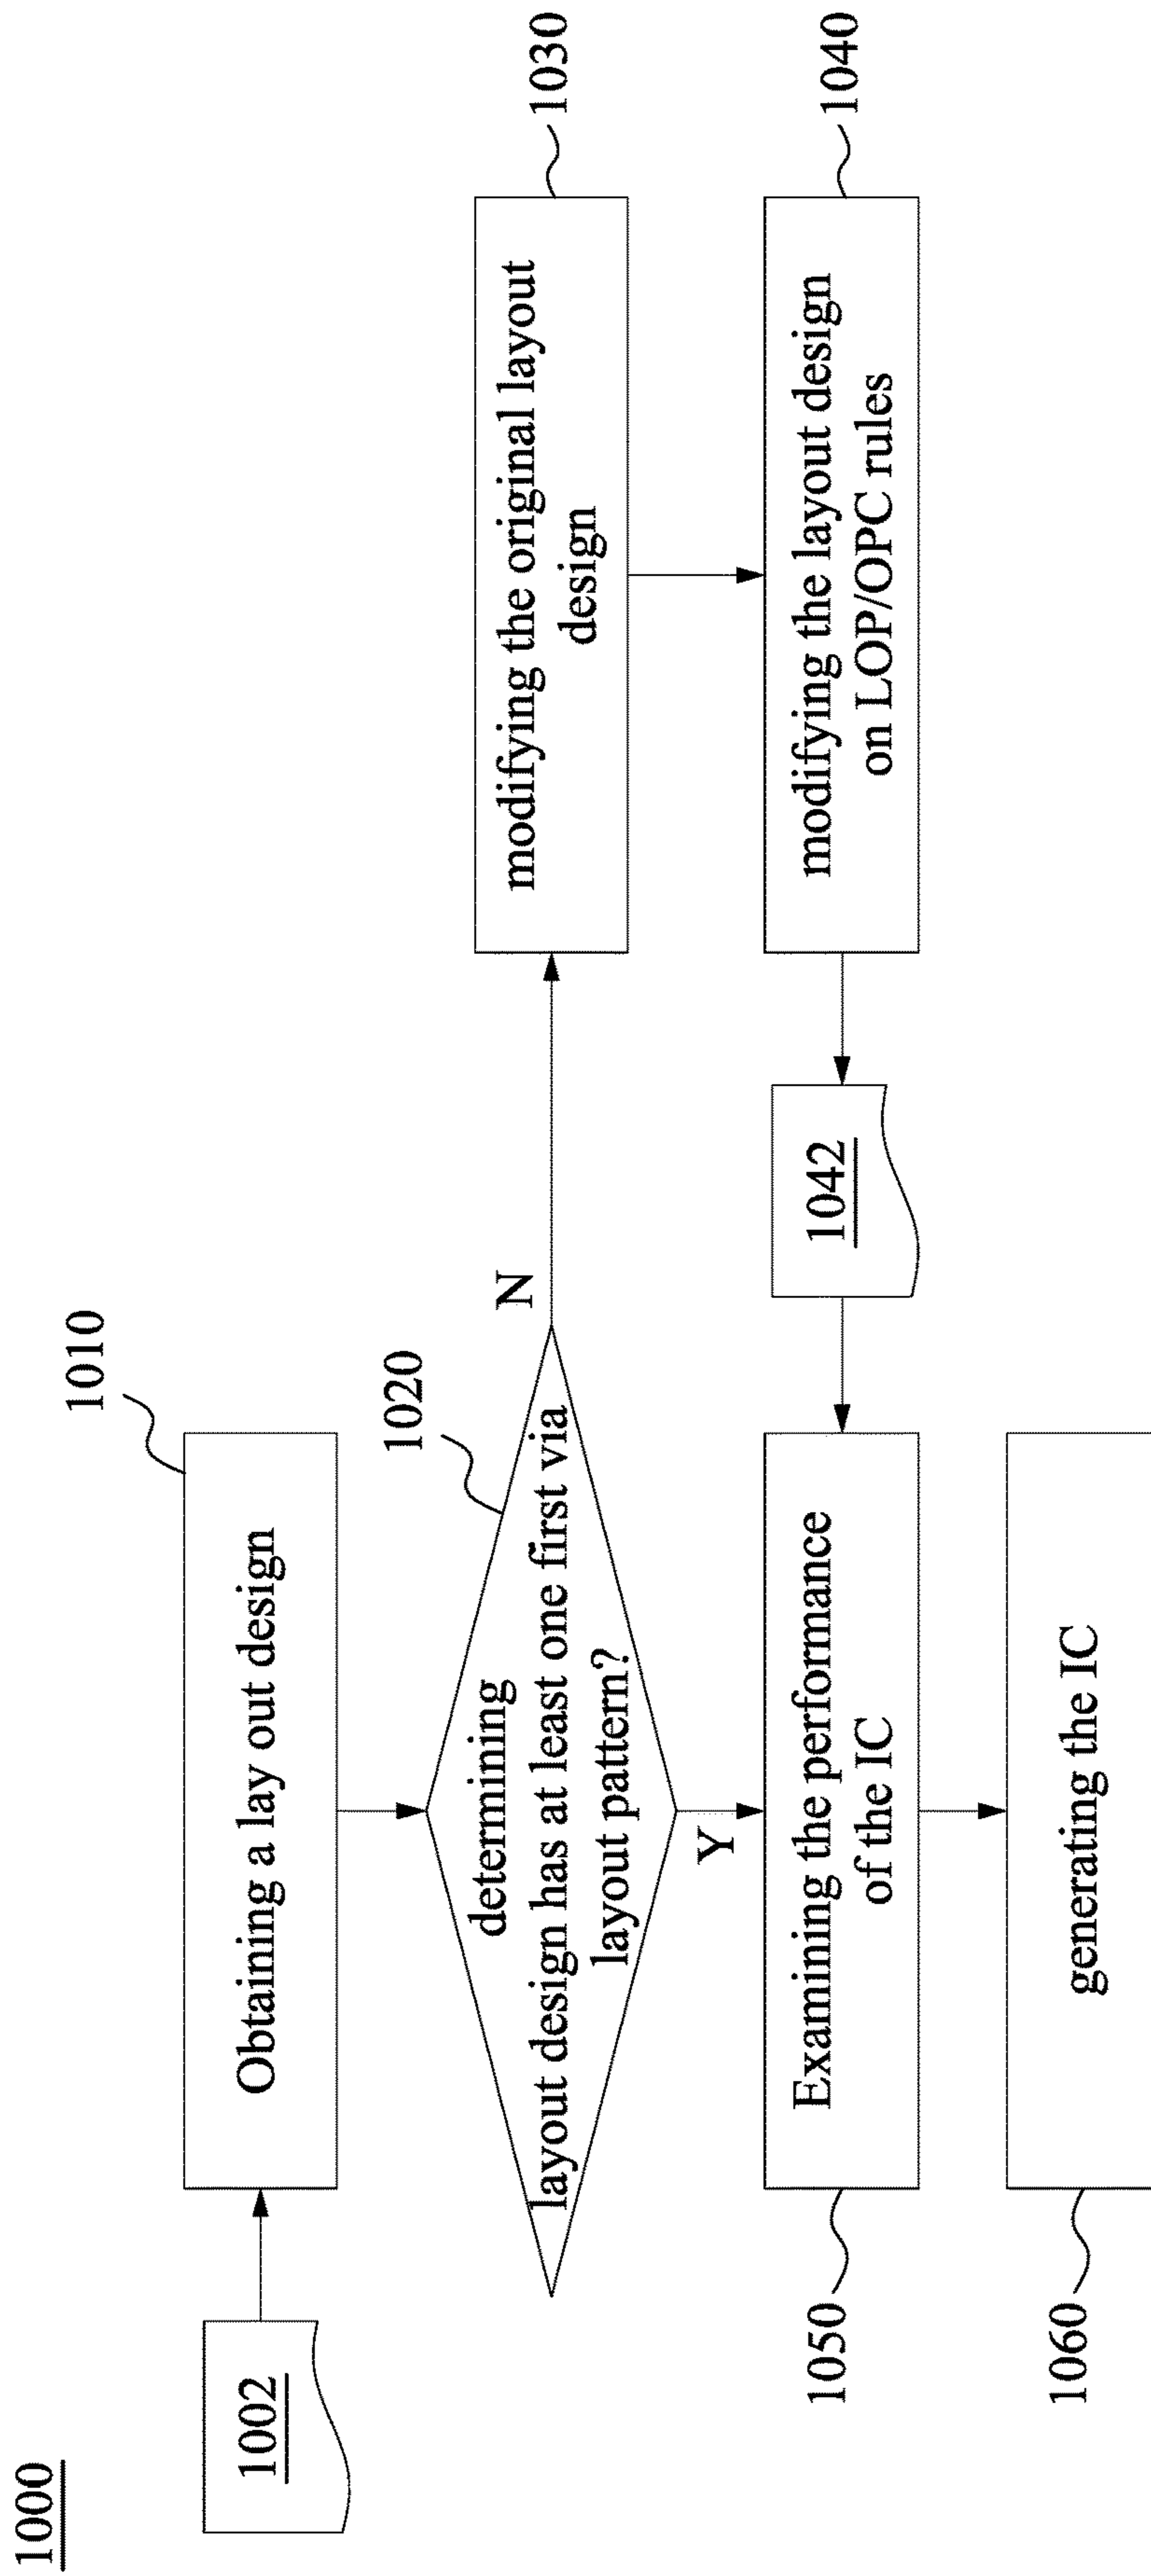 1000
1002
Obtaining a lay out design
1010
determining
layout design has at least one first via
layout pattern?
1020
N
Y
modifying the original layout
design
1030
modifying the layout design
on LOP/OPC rules
1040
1042
Examining the performance
of the IC
1050
generating the IC
1060